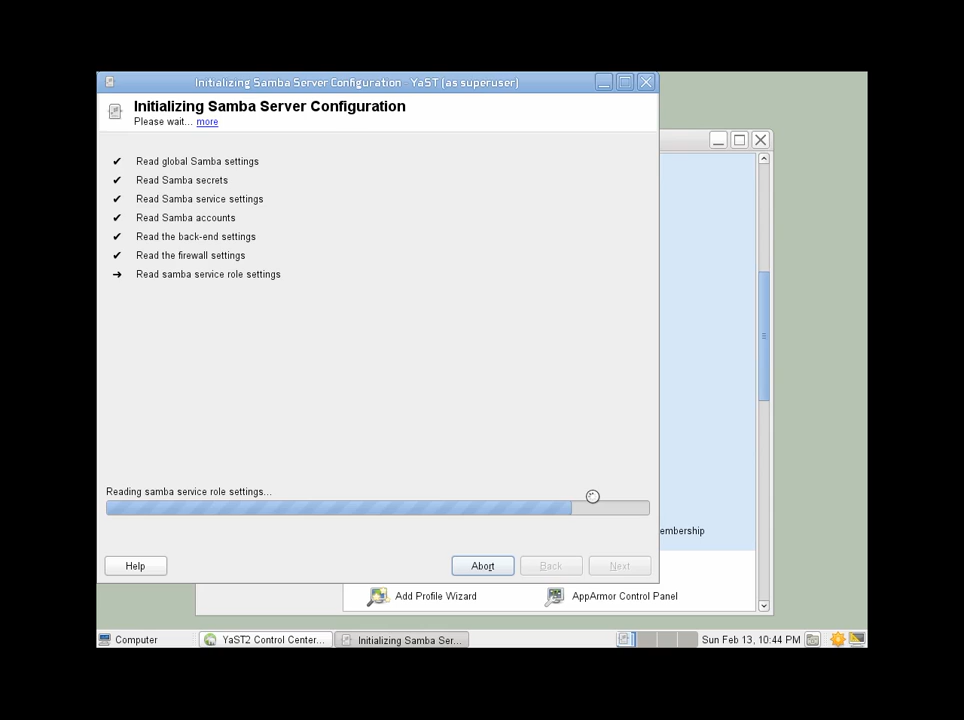 Initializing Samba Server Configuration - YaST (as superuser)
Initializing Samba Server Configuration
Please wait... more
Read global Samba settings
Read Samba secrets
Read Samba service settings
Read Samba accounts
Read the back-end settings
Read the firewall settings
Read samba service role settings
Reading samba service role settings...
embership
Help
Abort
Back
Next
Add Profile Wizard
AppArmor Control Panel
Computer
YaST2 Control Center...
Initializing Samba Ser...
Sun Feb 13, 10:44 PM